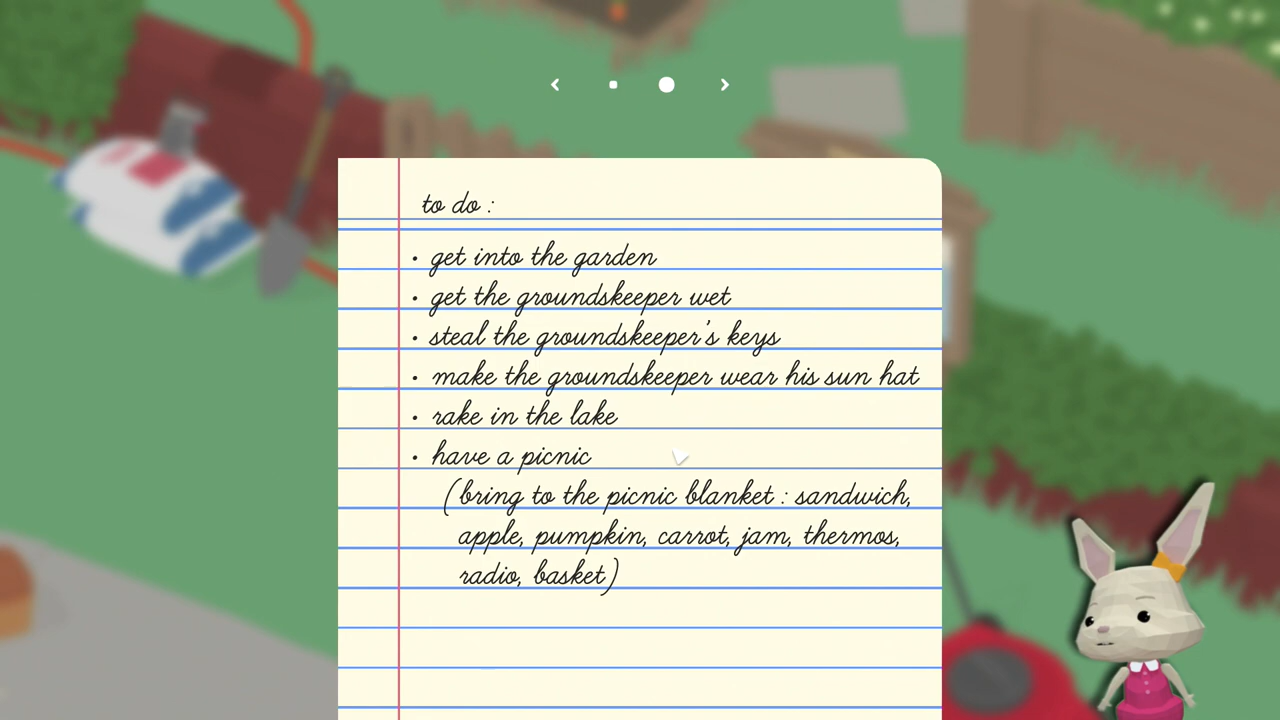 to do :
• get into the garden
• get the groundskeeper wet
• steal the groundskeeper's keys
• make the groundskeeper wear his sun hat
• rake in the lake
• have a picnic
(bring to the picnic blanket : sandwich,
apple, pumpkin, carrot, jam, thermos,
radio, basket)